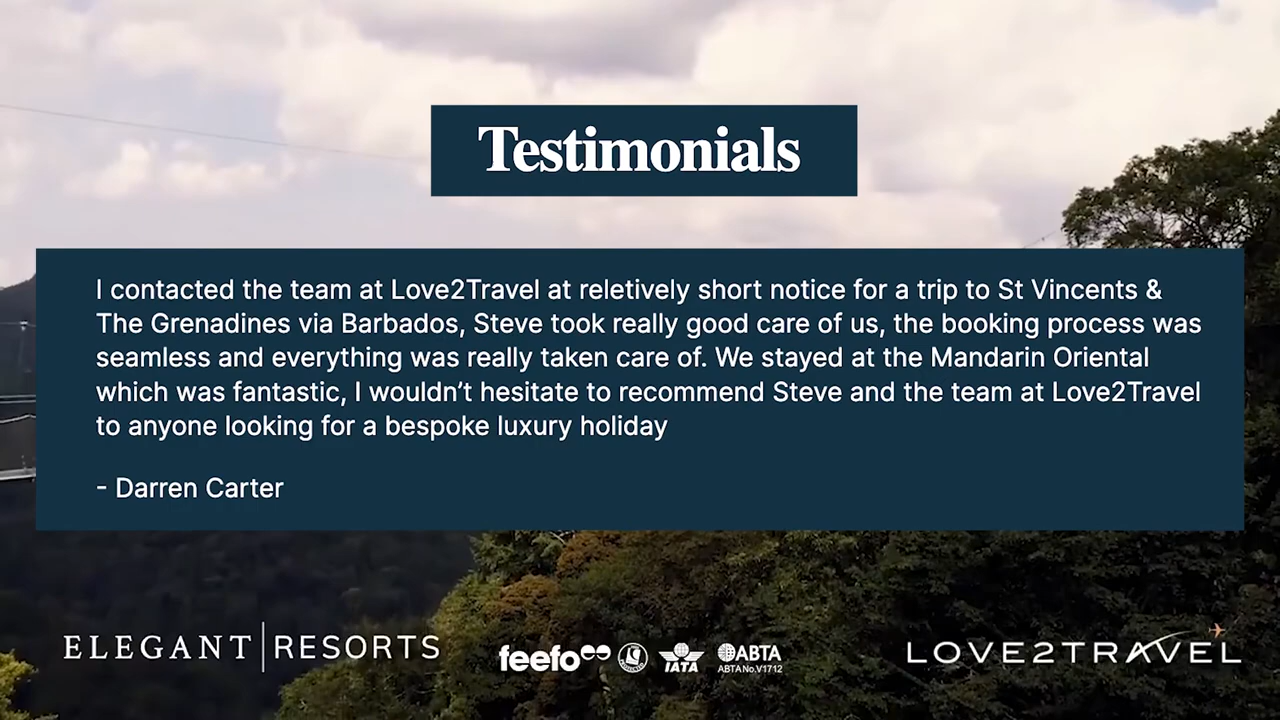 Testimonials
I contacted the team at Love2Travel at reletively short notice for a trip to St Vincents &
The Grenadines via Barbados, Steve took really good care of us, the booking process was
seamless and everything was really taken care of. We stayed at the Mandarin Oriental
which was fantastic, I wouldn’t hesitate to recommend Steve and the team at Love2Travel
to anyone looking for a bespoke luxury holiday
- Darren Carter
ELEGANT RESORTS
feefo
IATA
ABTA
ABTA No.V1712
LOVE2TRAVEL